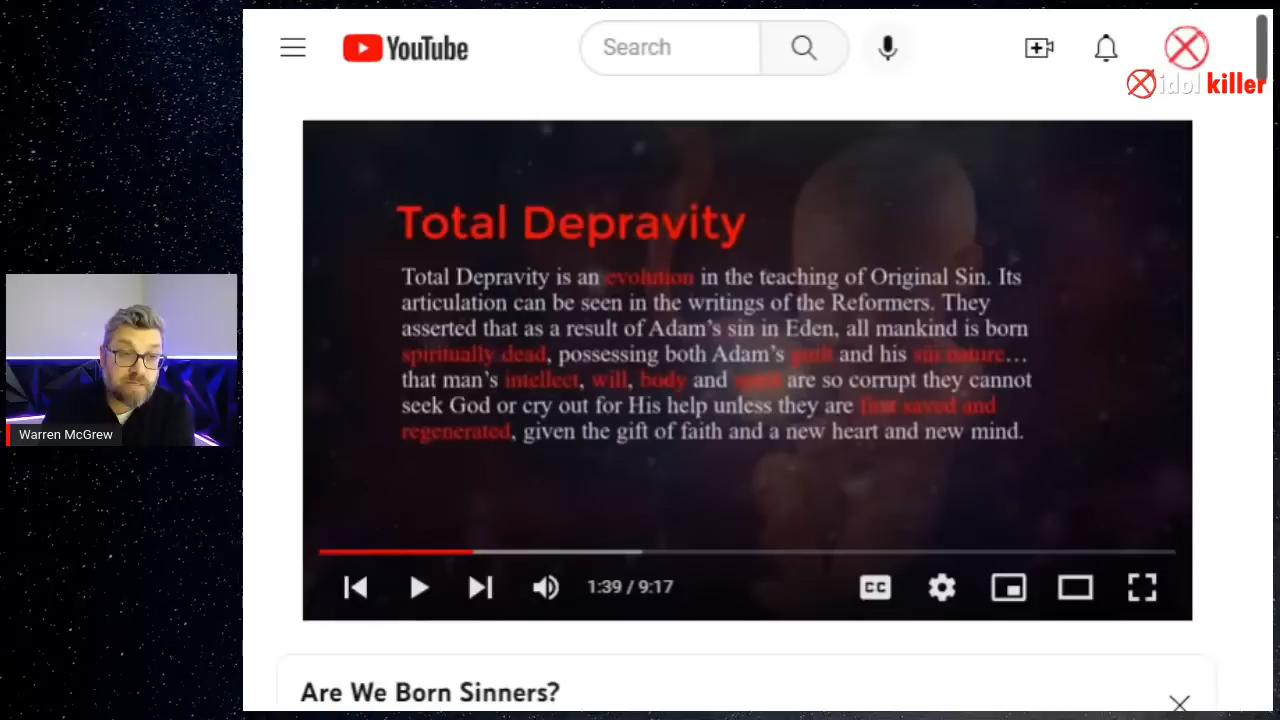 YouTube
Search
idol killer
Total Depravity
Total Depravity is an evolution in the teaching of Original Sin. Its
articulation can be seen in the writings of the Reformers. They
asserted that as a result of Adam's sin in Eden, all mankind is born
spiritually dead, possessing both Adam's guilt and his sin nature…
that man's intellect, will, body and spirit are so corrupt they cannot
seek God or cry out for His help unless they are first saved and
regenerated, given the gift of faith and a new heart and new mind.
Warren McGrew
1:39 / 9:17
CC
Are We Born Sinners?